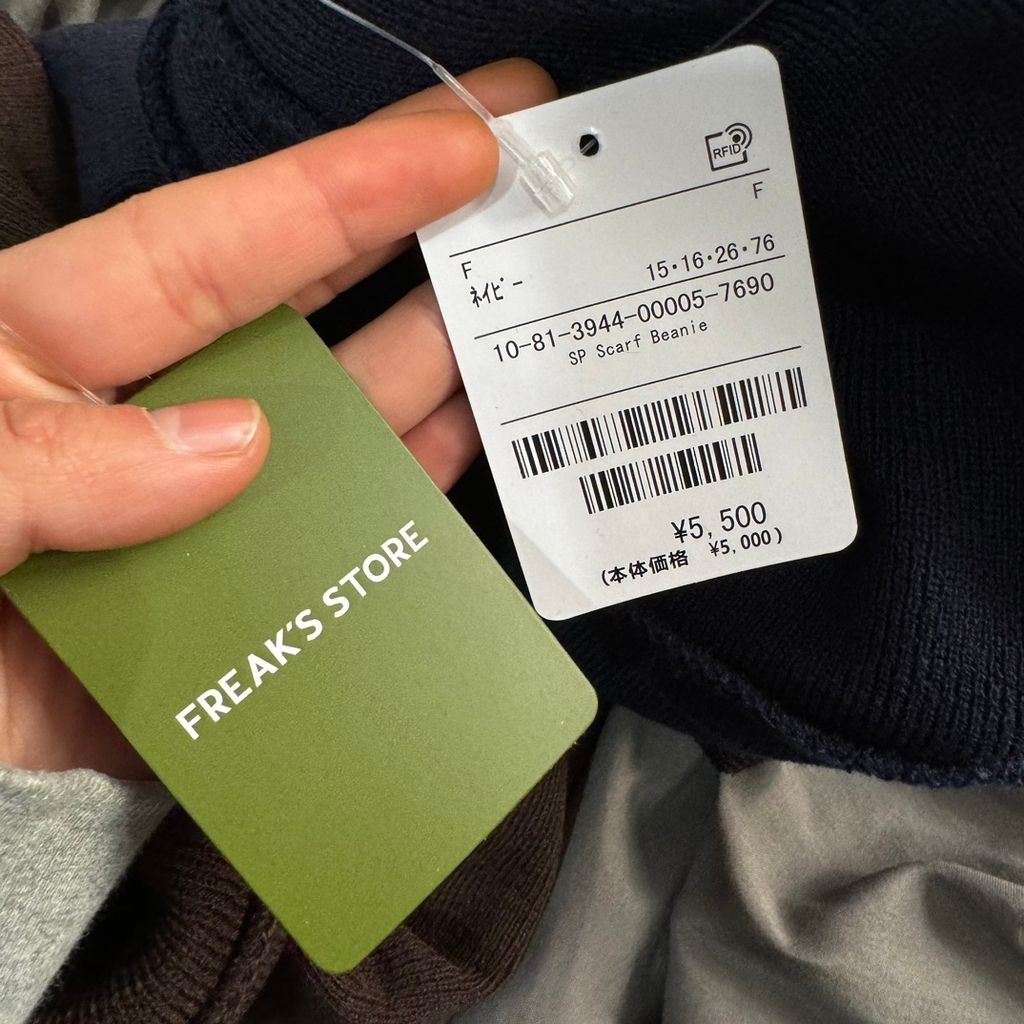 RFID
F
F
ネイビー
15・16・26・76
10-81-3944-00005-7690
SP Scarf Beanie
¥5,500
(本体価格 ¥5,000)
FREAK'S STORE